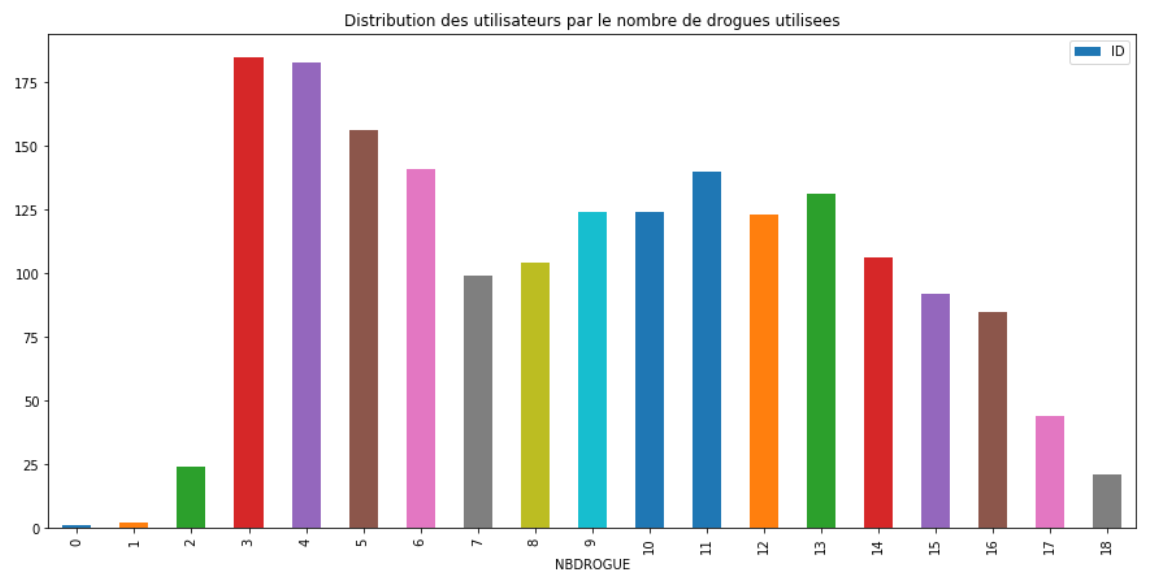 Distribution des utilisateurs par le nombre de drogues utilisees
ID
175
150
125
100
75
50
25
0
0 1 2 3 4 5 6 7 8 9 10 11 12 13 14 15 16 17 18
NBDROGUE